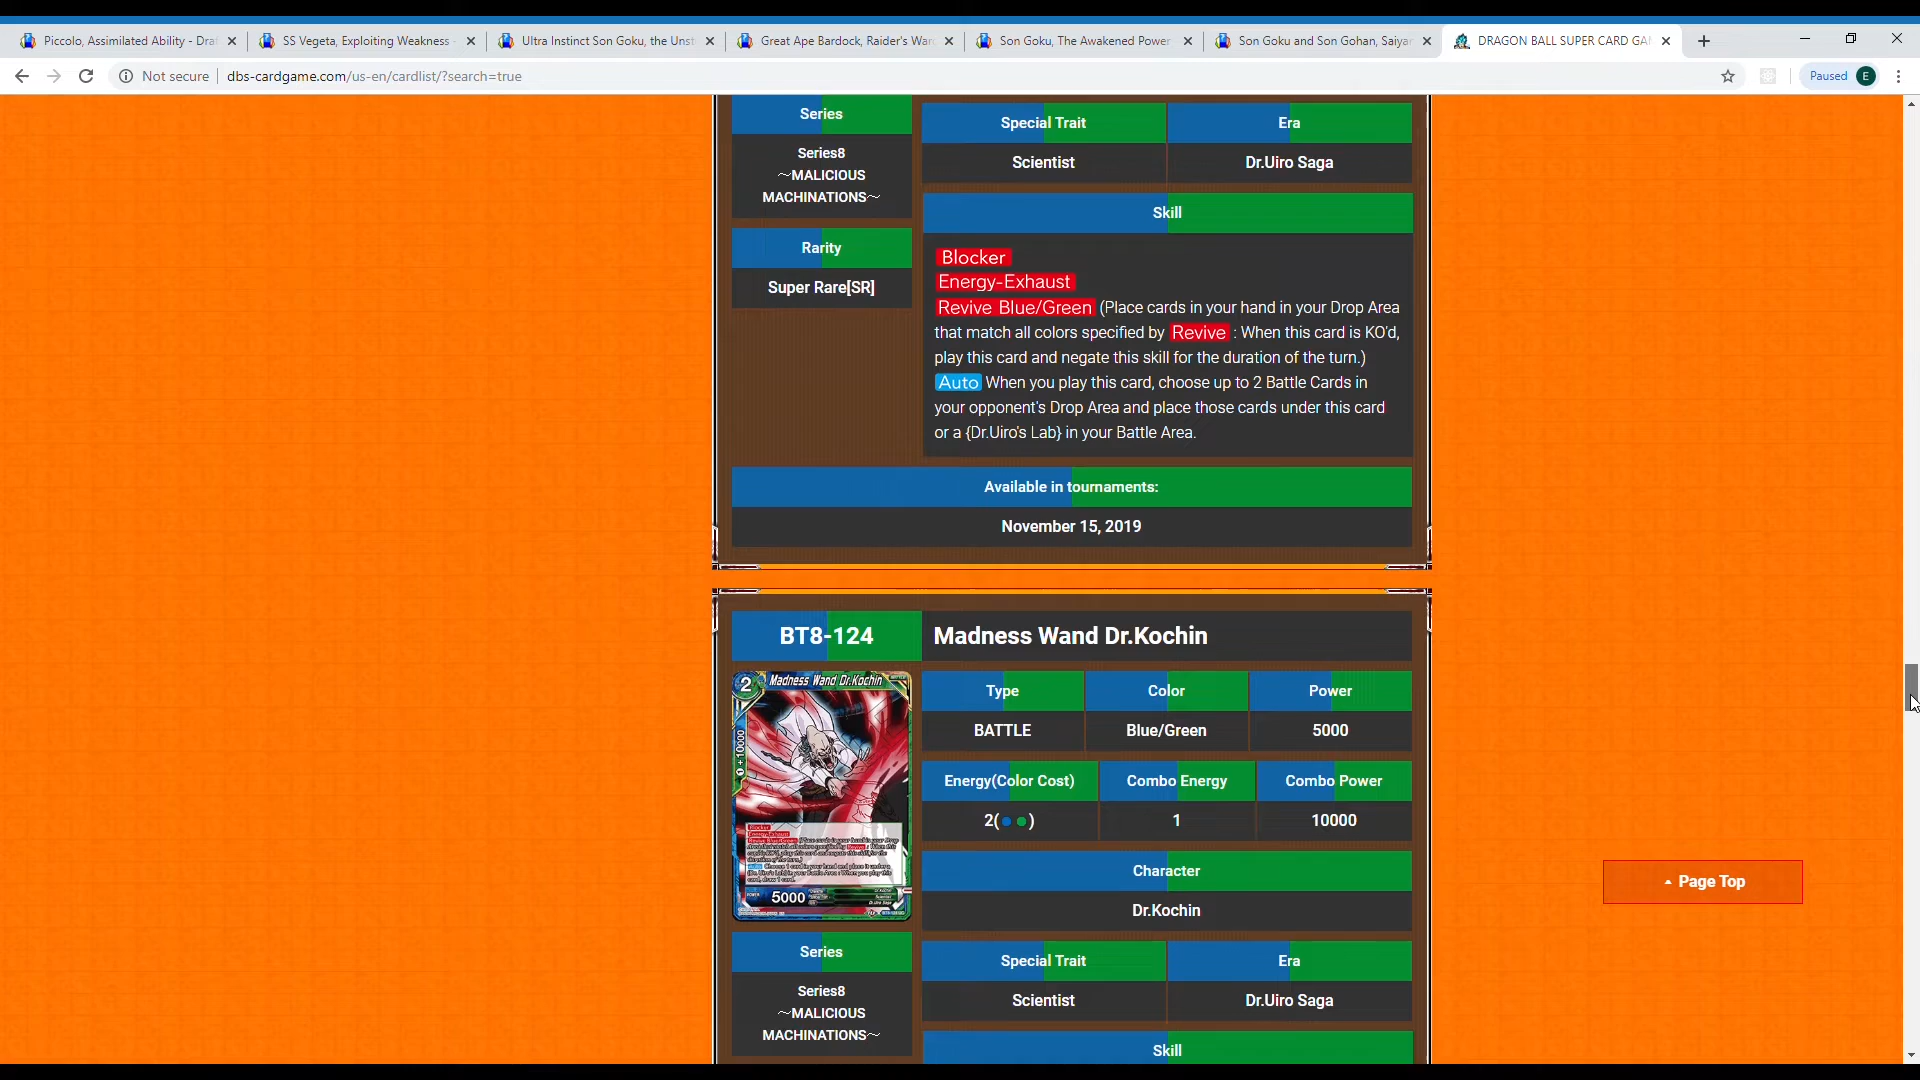 Piccolo, Assimilated Ability - Dra
SS Vegeta, Exploiting Weakness -
Ultra Instinct Son Goku, the Unst
Great Ape Bardock, Raider's War
Son Goku, The Awakened Power
Son Goku and Son Gohan, Saiyar
DRAGON BALL SUPER CARD GA
Not secure
dbs-cardgame.com/us-en/cardlist/?search=true
Paused
E
Series
Special Trait
Era
Series8
～MALICIOUS
MACHINATIONS～
Scientist
Dr.Uiro Saga
Skill
Rarity
Super Rare[SR]
Blocker
Energy-Exhaust
Revive Blue/Green (Place cards in your hand in your Drop Area
that match all colors specified by Revive : When this card is KO'd,
play this card and negate this skill for the duration of the turn.)
Auto When you play this card, choose up to 2 Battle Cards in
your opponent's Drop Area and place those cards under this card
or a {Dr.Uiro's Lab} in your Battle Area.
Available in tournaments:
November 15, 2019
BT8-124
Madness Wand Dr.Kochin
2
Madness Wand Dr.Kochin
+10000
5000
Type
Color
Power
BATTLE
Blue/Green
5000
Energy(Color Cost)
Combo Energy
Combo Power
2( )
1
10000
Character
Dr.Kochin
Series
Special Trait
Era
Series8
～MALICIOUS
MACHINATIONS～
Scientist
Dr.Uiro Saga
Skill
Page Top